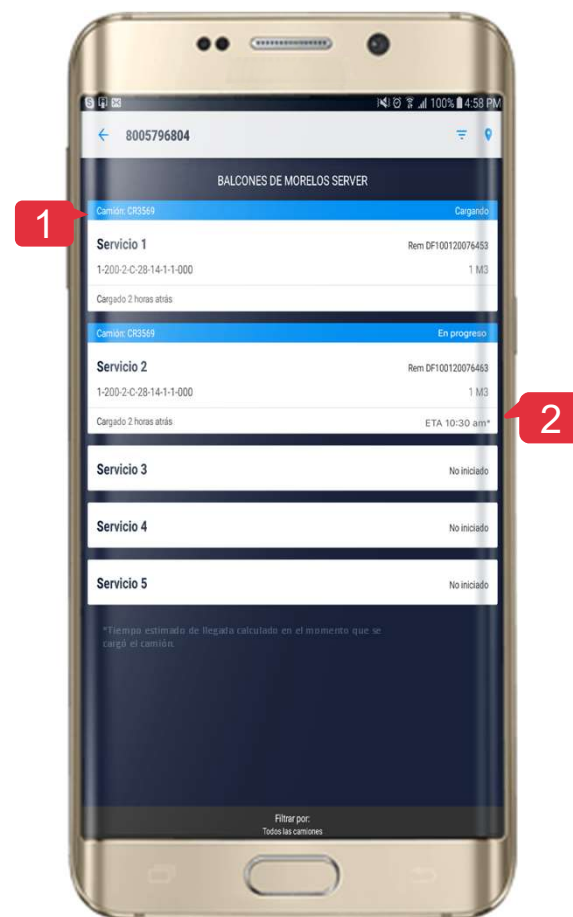 100% 4:58 PM
8005796804
BALCONES DE MORELOS SERVER
1
Camión: CR3569 Cargando
Servicio 1 Rem DF100120076453
1-200-2-C-28-14-1-1-000 1 M3
Cargado 2 horas atrás
Camión: CR3569 En progreso
Servicio 2 Rem DF100120076463
1-200-2-C-28-14-1-1-000 1 M3
2
Cargado 2 horas atrás ETA 10:30 am*
Servicio 3 No iniciado
Servicio 4 No iniciado
Servicio 5 No iniciado
*Tiempo estimado de llegada calculado en el momento que se
cargó el camión.
Filtrar por:
Todos las camiones